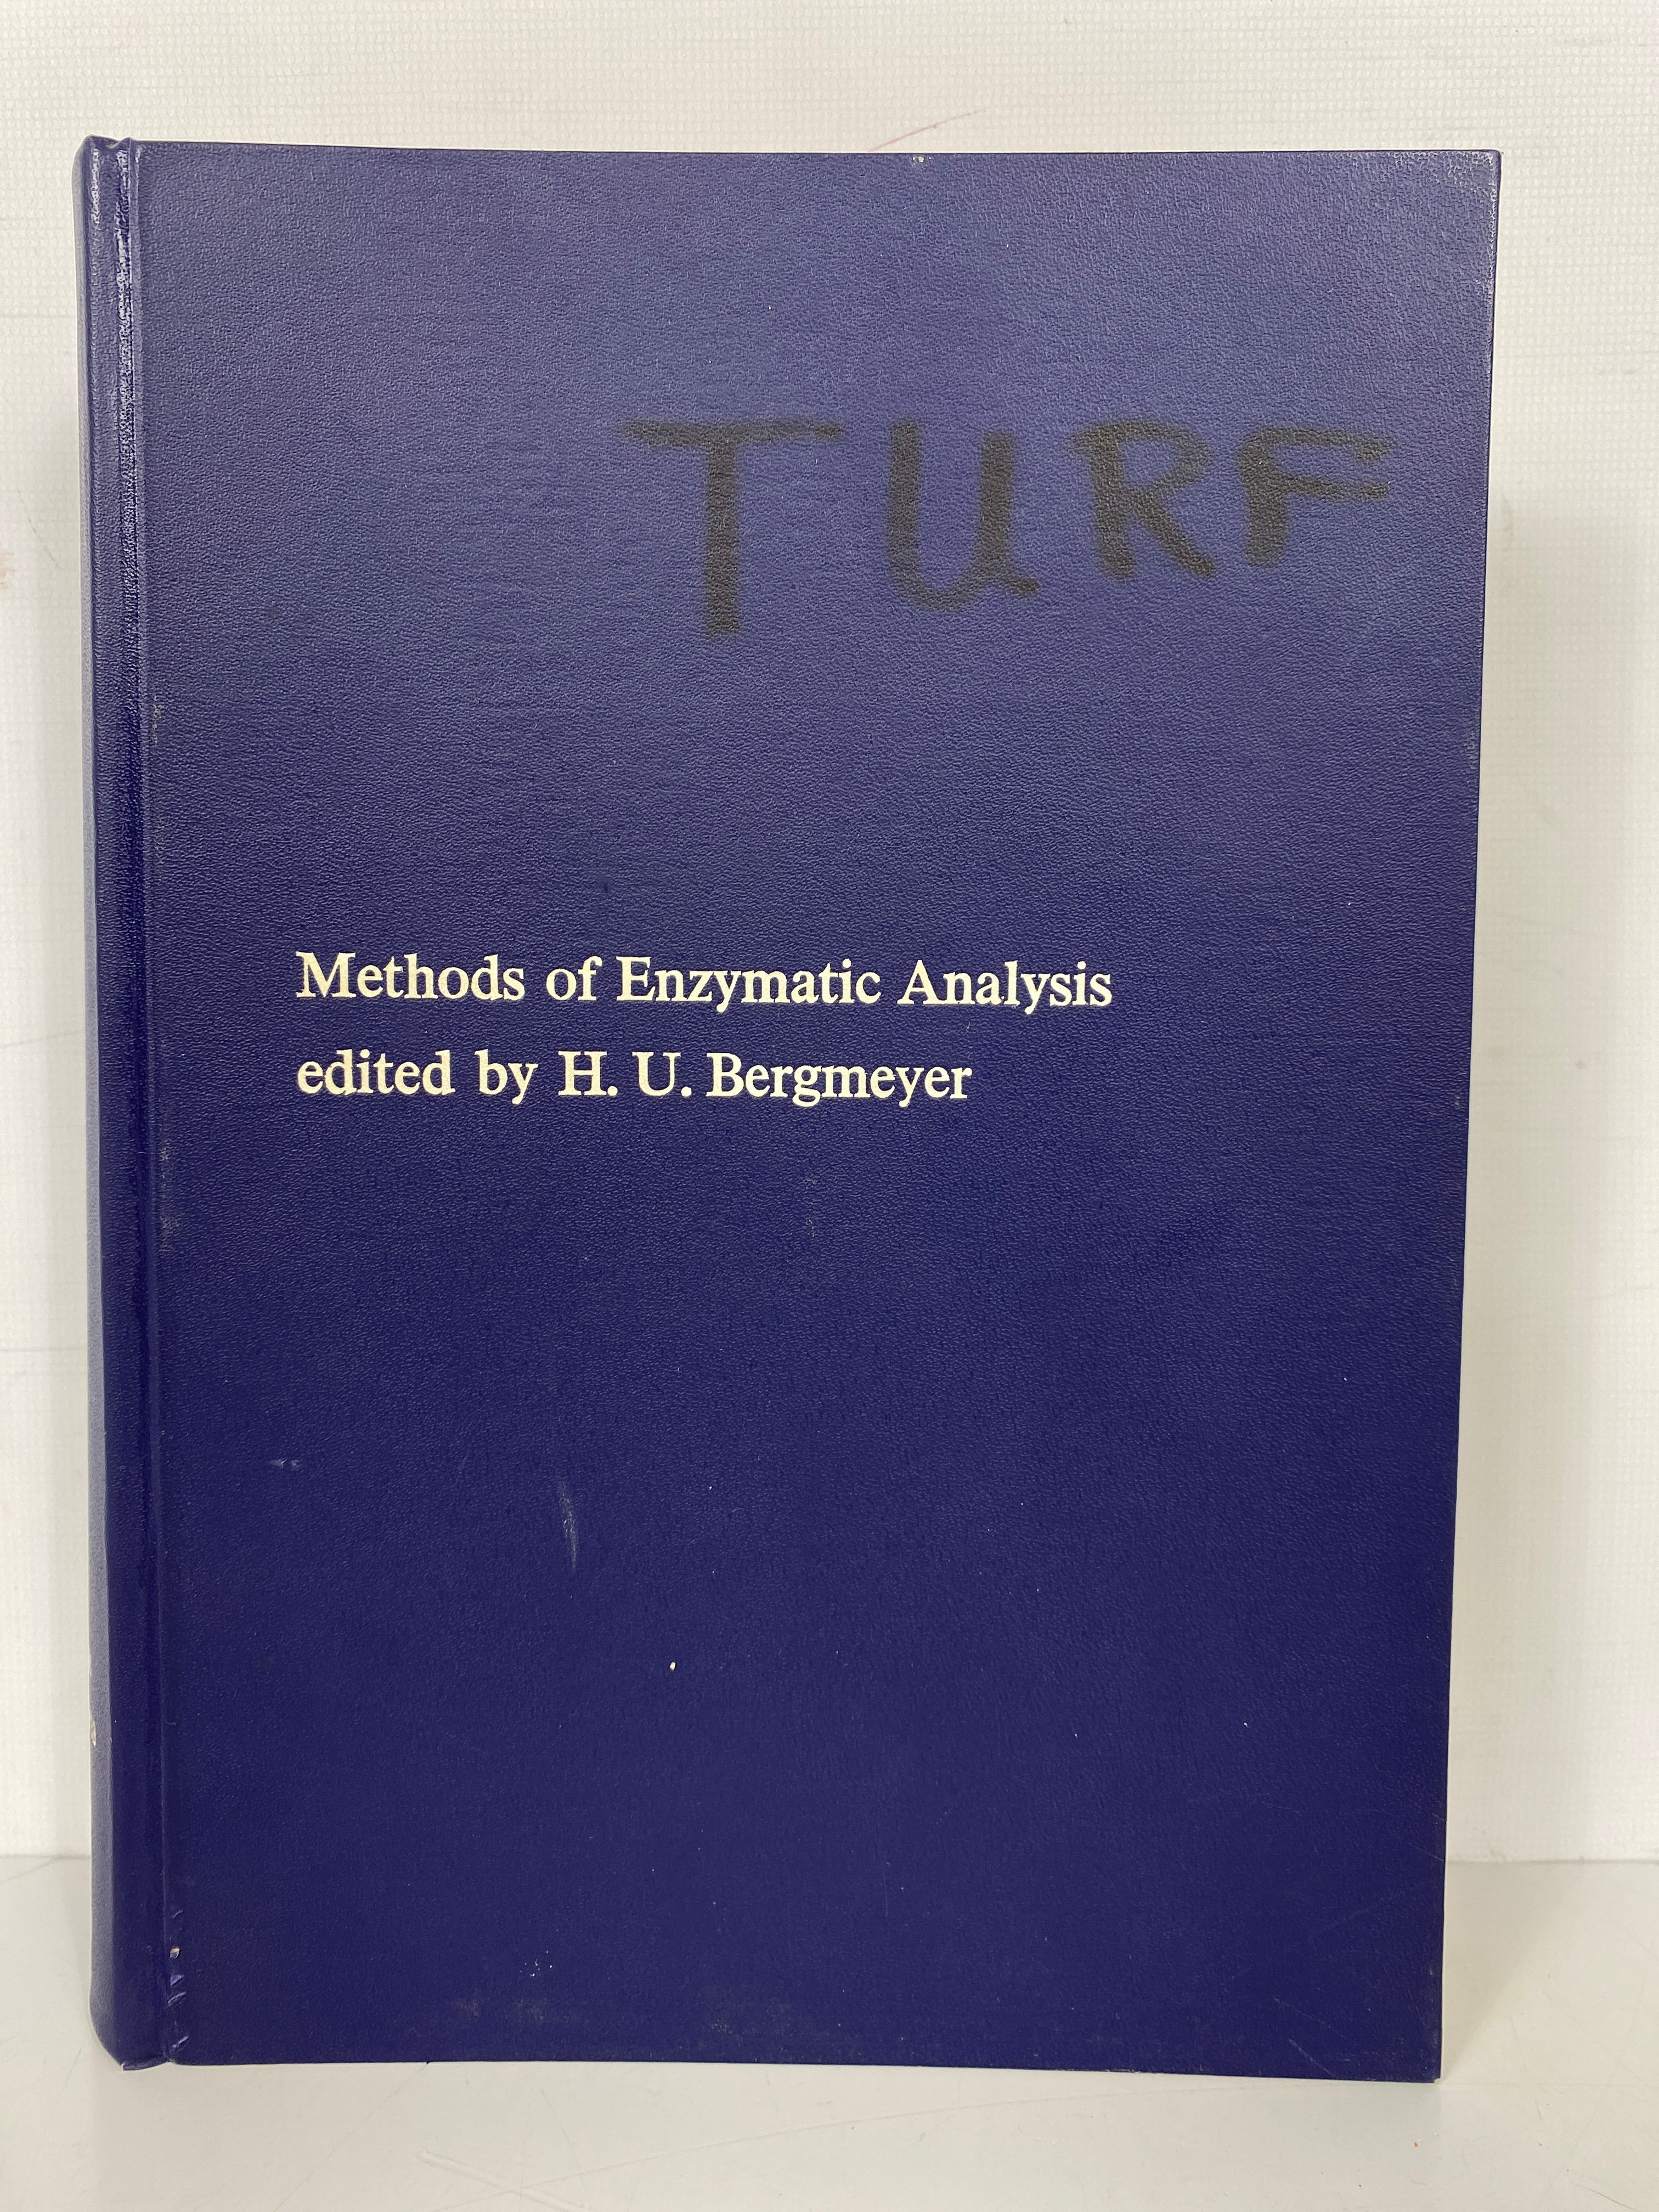 TURF
Methods of Enzymatic Analysis
edited by H. U. Bergmeyer